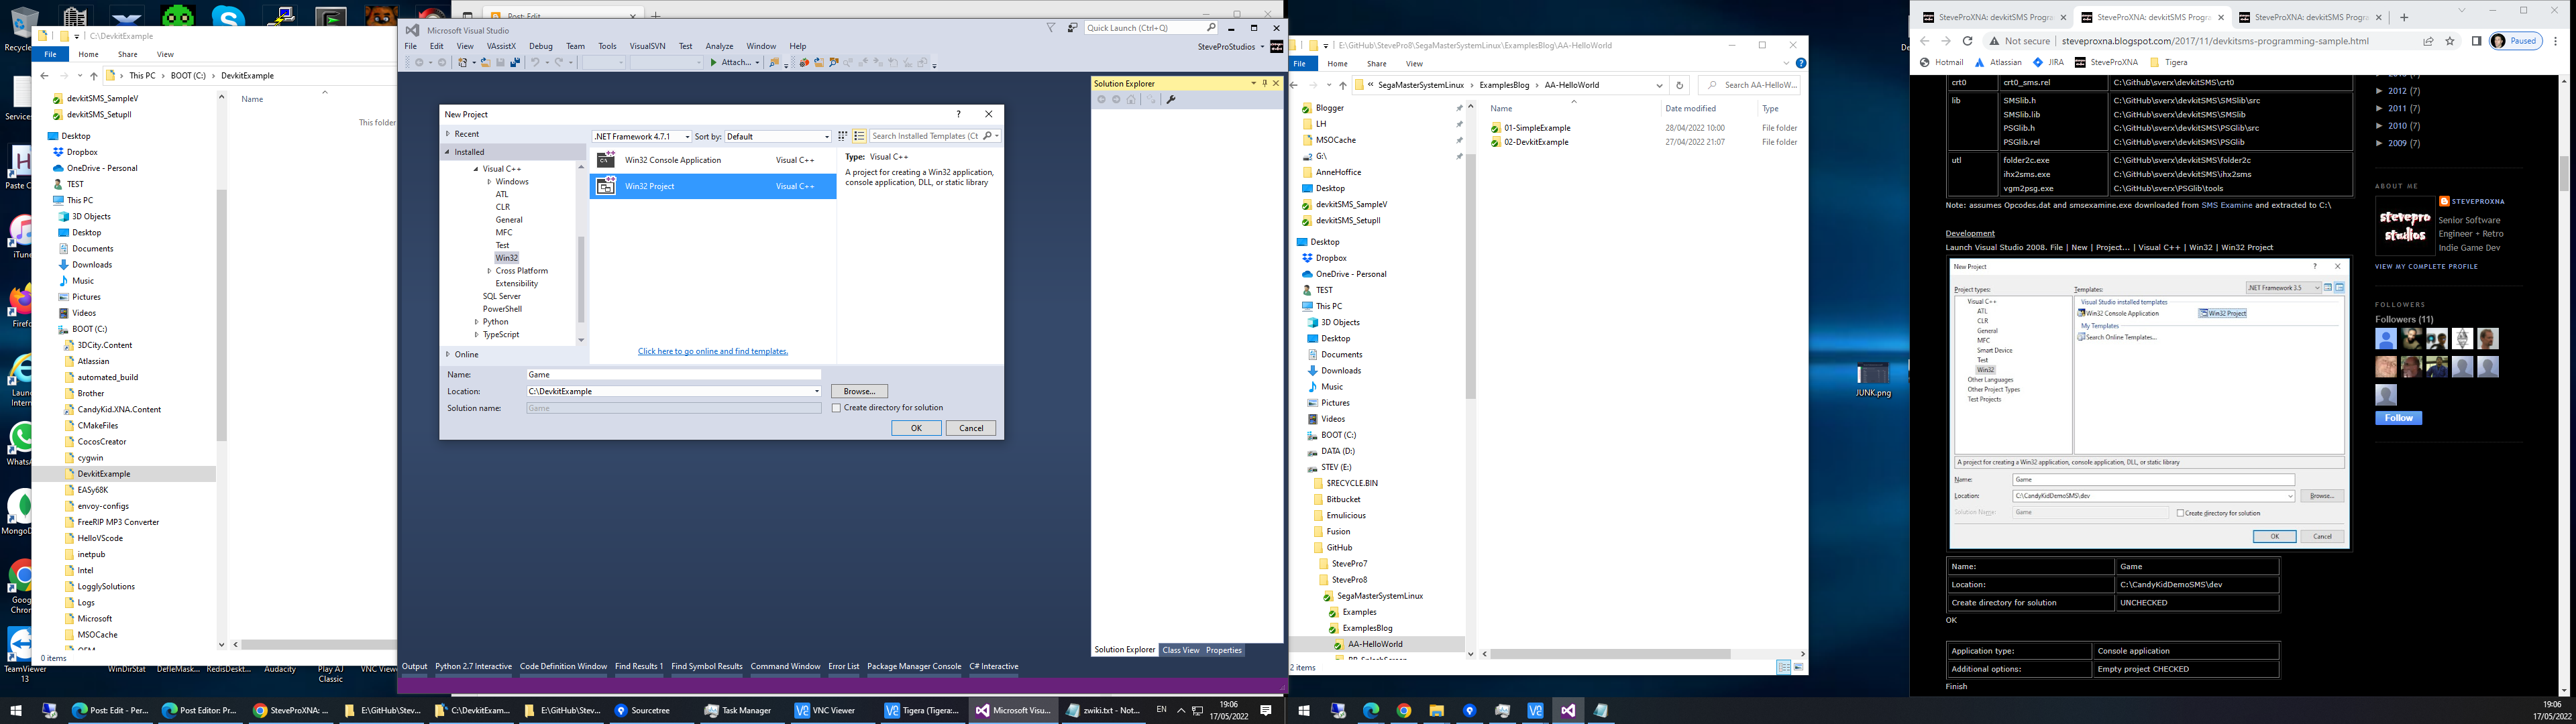 Post: Edit
C:\DevkitExample
File Home Share View
This PC > BOOT (C:) > DevkitExample
Name
This folder
devkitSMS_SampleV
devkitSMS_SetupII
Desktop
Dropbox
OneDrive - Personal
TEST
This PC
3D Objects
Desktop
Documents
Downloads
Music
Pictures
Videos
BOOT (C:)
3DCity.Content
Atlassian
automated_build
Brother
CandyKid.XNA.Content
CMakeFiles
CocosCreator
cygwin
DevkitExample
EASy68K
envoy-configs
FreeRIP MP3 Converter
HelloVScode
inetpub
Intel
LogglySolutions
Logs
Microsoft
MSOCache
0 items
TeamViewer 13
WinDirStat
DefleMask...
RedisDeskt...
Audacity
Play AJ Classic
VNC Viewer
Microsoft Visual Studio
Quick Launch (Ctrl+Q)
File Edit View VAssistX Debug Team Tools VisualSVN Test Analyze Window Help
SteveProStudios
Attach...
Solution Explorer
New Project
Recent
Installed
.NET Framework 4.7.1 Sort by: Default
Search Installed Templates (Ct
Visual C++
Windows
ATL
CLR
General
MFC
Test
Win32
Cross Platform
Extensibility
SQL Server
PowerShell
Python
TypeScript
Online
Win32 Console Application Visual C++
Win32 Project Visual C++
Type: Visual C++
A project for creating a Win32 application, console application, DLL, or static library
Click here to go online and find templates.
Name: Game
Location: C:\DevkitExample
Browse...
Solution name: Game
Create directory for solution
OK Cancel
Solution Explorer Class View Properties
Output Python 2.7 Interactive Code Definition Window Find Results 1 Find Symbol Results Command Window Error List Package Manager Console C# Interactive
E:\GitHub\StevePro8\SegaMasterSystemLinux\ExamplesBlog\AA-HelloWorld
File Home Share View
« SegaMasterSystemLinux > ExamplesBlog > AA-HelloWorld
Search AA-HelloW...
Name Date modified Type
01-SimpleExample 28/04/2022 10:00 File folder
02-DevkitExample 27/04/2022 21:07 File folder
Blogger
LH
MSOCache
G:\
AnneHoffice
Desktop
devkitSMS_SampleV
devkitSMS_SetupII
Desktop
Dropbox
OneDrive - Personal
TEST
This PC
3D Objects
Desktop
Documents
Downloads
Music
Pictures
Videos
BOOT (C:)
DATA (D:)
STEV (E:)
$RECYCLE.BIN
Bitbucket
Emulicious
Fusion
GitHub
StevePro7
StevePro8
SegaMasterSystemLinux
Examples
ExamplesBlog
AA-HelloWorld
2 items
JUNK.png
SteveProXNA: devkitSMS Progra
SteveProXNA: devkitSMS Progra
SteveProXNA: devkitSMS Progra
Not secure | steveproxna.blogspot.com/2017/11/devkitsms-programming-sample.html
Paused
Hotmail Atlassian JIRA SteveProXNA Tigera
crt0 crt0_sms.rel C:\GitHub\sverx\devkitSMS\crt0
lib SMSlib.h C:\GitHub\sverx\devkitSMS\SMSlib\src
SMSlib.lib C:\GitHub\sverx\devkitSMS\SMSlib
PSGlib.h C:\GitHub\sverx\devkitSMS\PSGlib\src
PSGlib.rel C:\GitHub\sverx\devkitSMS\PSGlib
utl folder2c.exe C:\GitHub\sverx\devkitSMS\folder2c
ihx2sms.exe C:\GitHub\sverx\devkitSMS\ihx2sms
vgm2psg.exe C:\GitHub\sverx\PSGlib\tools
Note: assumes Opcodes.dat and smsexamine.exe downloaded from SMS Examine and extracted to C:\
Development
Launch Visual Studio 2008. File | New | Project... | Visual C++ | Win32 | Win32 Project
New Project
Project types: Templates: .NET Framework 3.5
Visual C++
ATL
CLR
General
MFC
Smart Device
Test
Win32
Other Languages
Other Project Types
Test Projects
Visual Studio installed templates
Win32 Console Application Win32 Project
My Templates
Search Online Templates...
A project for creating a Win32 application, console application, DLL, or static library
Name: Game
Location: C:\CandyKidDemoSMS\dev
Browse...
Solution Name: Game
Create directory for solution
OK Cancel
Name: Game
Location: C:\CandyKidDemoSMS\dev
Create directory for solution UNCHECKED
OK
Application type: Console application
Additional options: Empty project CHECKED
Finish
2012 (7)
2011 (7)
2010 (7)
2009 (7)
ABOUT ME
stevepro studios
STEVEPROXNA
Senior Software Engineer + Retro Indie Game Dev
VIEW MY COMPLETE PROFILE
FOLLOWERS
Followers (11)
Follow
Post: Edit - Per...
Post Editor: Pr...
SteveProXNA: ...
E:\GitHub\Stev...
C:\DevkitExam...
E:\GitHub\Stev...
Sourcetree
Task Manager
VNC Viewer
Tigera (Tigera:...
Microsoft Visu...
zwiki.txt - Not...
EN
19:06
17/05/2022
19:06
17/05/2022